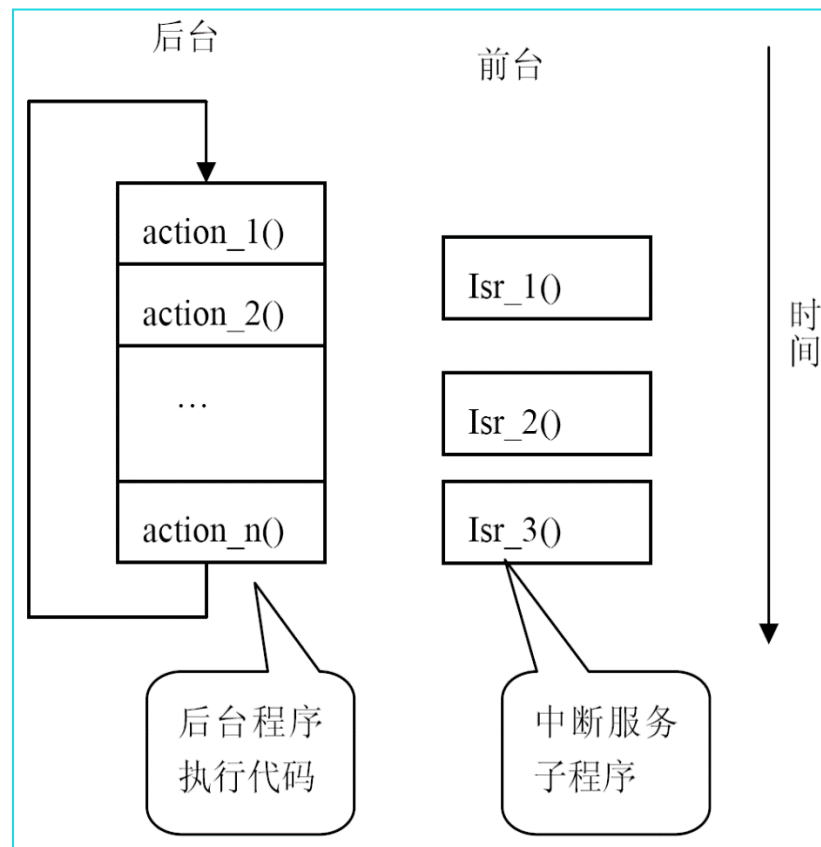 后台
前台
action_1()
action_2()
…
action_n()
Isr_1()
Isr_2()
Isr_3()
时
间
后台程序
执行代码
中断服务
子程序